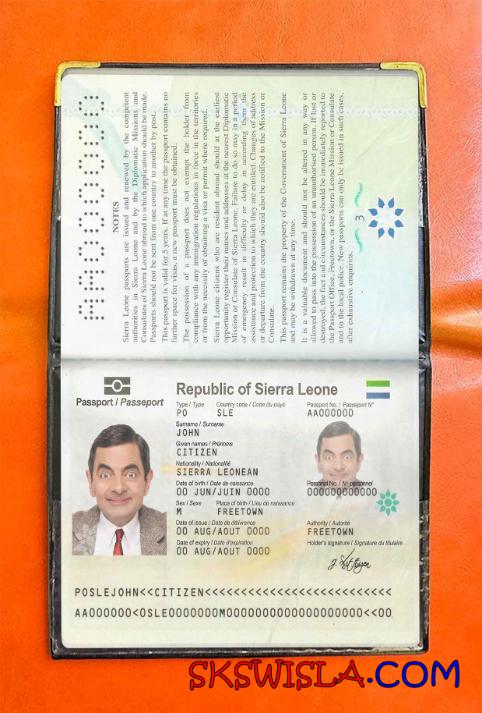 NOTES
Sierra Leone passports are issued and renewed by the competent
authorities in Sierra Leone and by the Diplomatic Missions and
Consulates of Sierra Leone abroad to which application should be made.
Passports should not be sent from one country to another by post.
This passport is valid for 5 years. If at any time the passport contains no
further space for visas, a new passport must be obtained.
The possession of a passport does not exempt the holder from
compliance with any immigration regulations in force in the territories
or from the necessity of obtaining a visa or permit where required.
Sierra Leone citizens who are resident abroad should at the earliest
opportunity register their names and addresses at the nearest Diplomatic
Mission or Consulate of Sierra Leone. Failure to do so may in a period
of emergency result in difficulty or delay in according them the
assistance and protection to which they are entitled. Changes of address
or departure from the country should also be notified to the Mission or
Consulate.
This passport remains the property of the Government of Sierra Leone
and may be withdrawn at any time.
It is a valuable document and should not be altered in any way or
allowed to pass into the possession of an unauthorised person. If lost or
destroyed, the fact and circumstances should be immediately reported to
the Passport Office, Freetown, or the Sierra Leone Mission or Consulate
and to the local police. New passports can only be issued in such cases,
after exhaustive enquiries.
3
Passport / Passeport
Republic of Sierra Leone
Type / Type Country code / Code du pays Passport No. / Passeport N°
PO SLE AA000000
Surname / Surname
JOHN
Given names / Prénoms
CITIZEN
Nationality / Nationalité
SIERRA LEONEAN
Date of birth / Date de naissance Personal No. / N° personnel
00 JUN/JUIN 0000 000000000000
Sex / Sexe Place of birth / Lieu de naissance
M FREETOWN
Date of issue / Date de délivrance Authority / Autorité
00 AUG/AOUT 0000 FREETOWN
Date of expiry / Date d'expiration Holder's signature / Signature du titulaire
00 AUG/AOUT 0000
POSLEJOHN<<CITIZEN<<<<<<<<<<<<<<<<<<<<<<<<<<
AA000000<0SLE0000000M0000000000000000000<<00
SKSWISLA.COM